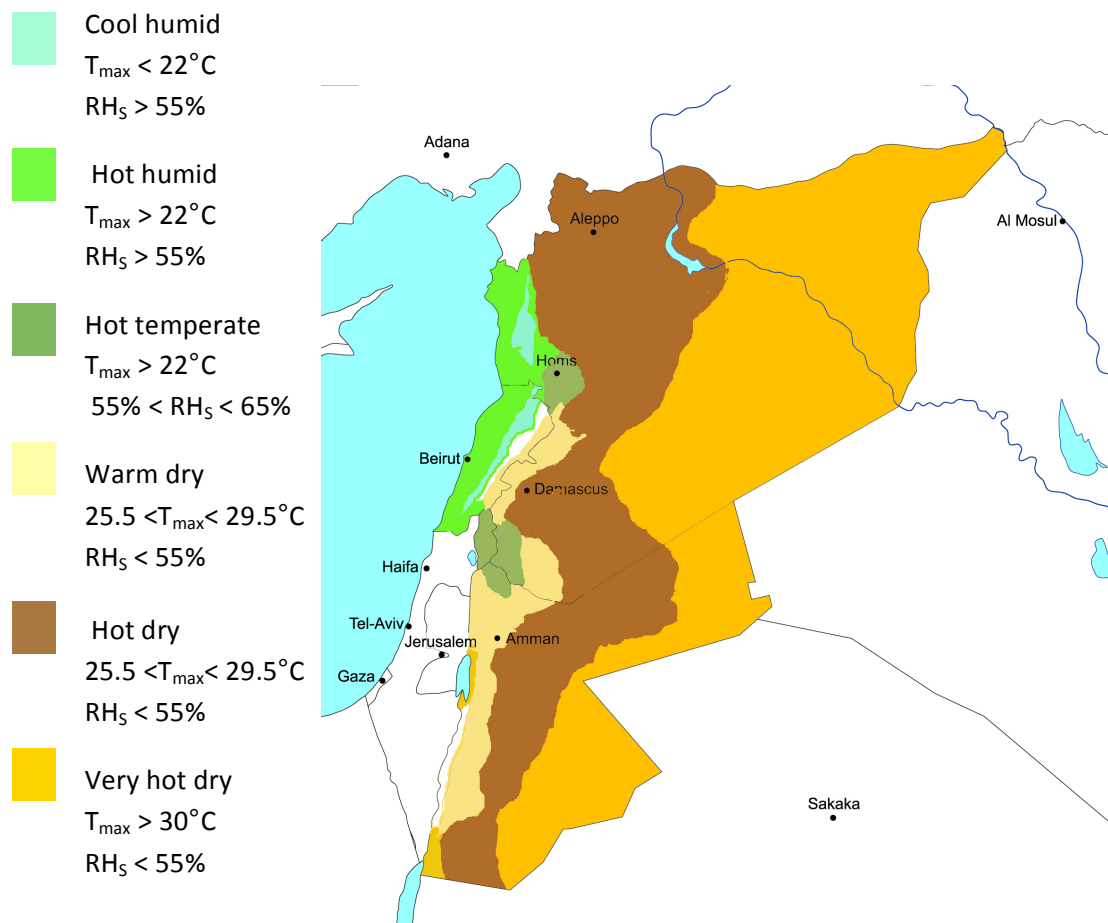 Cool humid
Tmax < 22°C
RHS > 55%
Hot humid
Tmax > 22°C
RHS > 55%
Hot temperate
Tmax > 22°C
55% < RHS < 65%
Warm dry
25.5 <Tmax< 29.5°C
RHS < 55%
Hot dry
25.5 <Tmax< 29.5°C
RHS < 55%
Very hot dry
Tmax > 30°C
RHS < 55%
Adana
Aleppo
Al Mosul
Homs
Beirut
Damascus
Haifa
Tel-Aviv
Jerusalem
Amman
Gaza
Sakaka